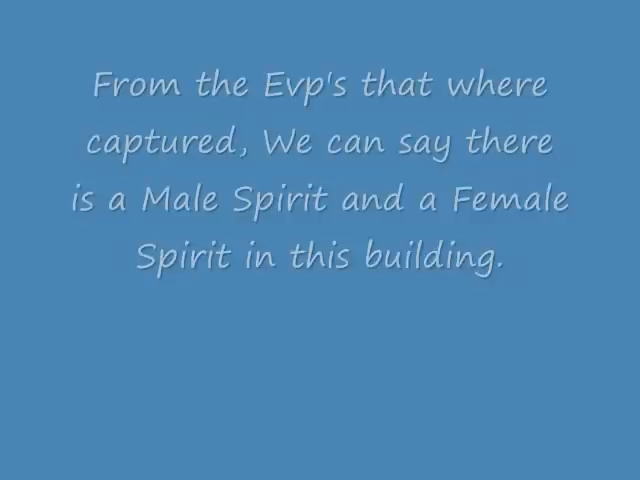 From the Evp's that where
captured, We can say there
is a Male Spirit and a Female
Spirit in this building.